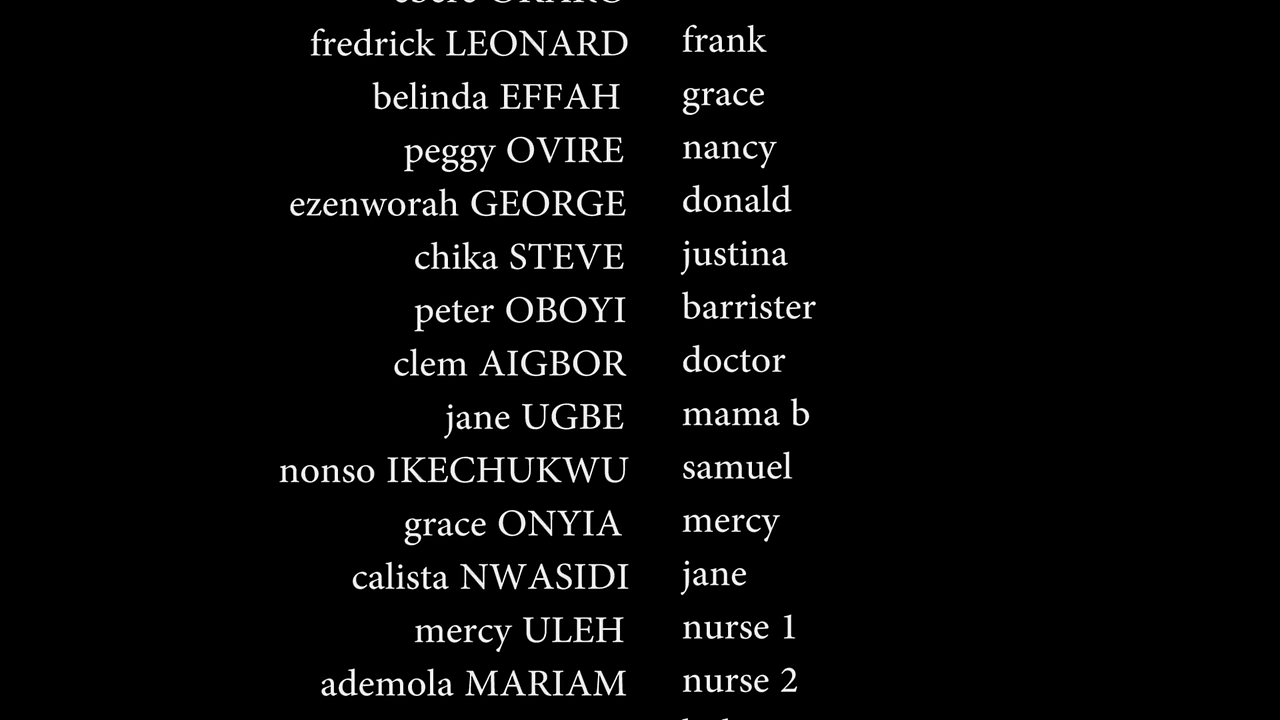 fredrick LEONARD frank
belinda EFFAH grace
peggy OVIRE nancy
ezenworah GEORGE donald
chika STEVE justina
peter OBOYI barrister
clem AIGBOR doctor
jane UGBE mama b
nonso IKECHUKWU samuel
grace ONYIA mercy
calista NWASIDI jane
mercy ULEH nurse 1
ademola MARIAM nurse 2